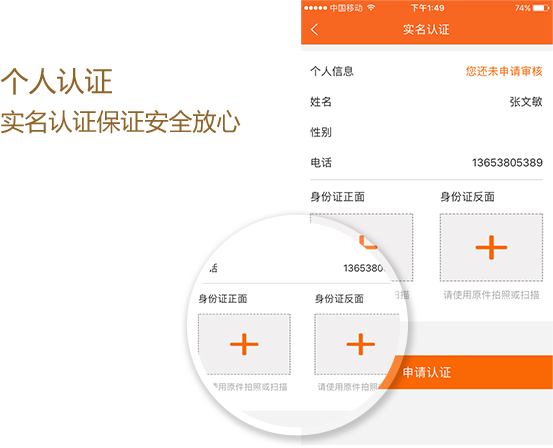 个人认证
实名认证保证安全放心
中国移动 下午1:49 74%
实名认证
个人信息 您还未申请审核
姓名 张文敏
性别
电话 13653805389
身份证正面 身份证反面
扫描 请使用原件拍照或扫描
申请认证
话 1365380
身份证正面 身份证反面
用原件拍照或扫描 请使用原件拍照